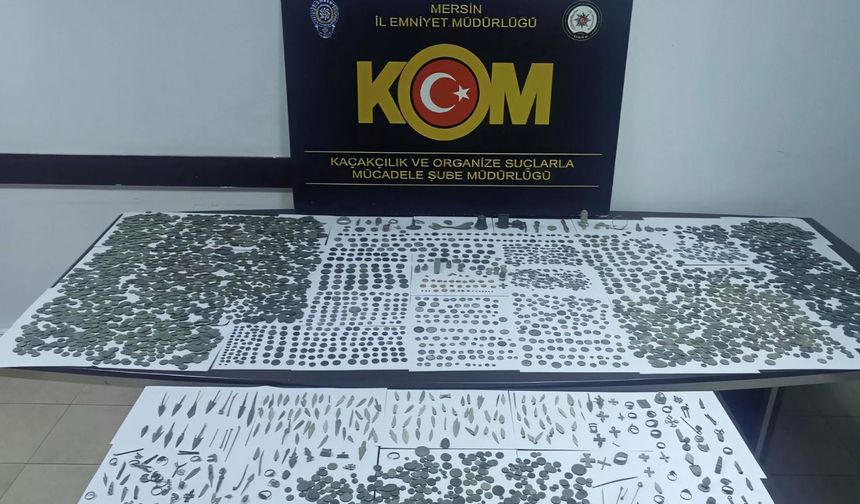 MERSİN
İL EMNİYET MÜDÜRLÜĞÜ
KOM
KAÇAKÇILIK VE ORGANİZE SUÇLARLA
MÜCADELE ŞUBE MÜDÜRLÜĞÜ